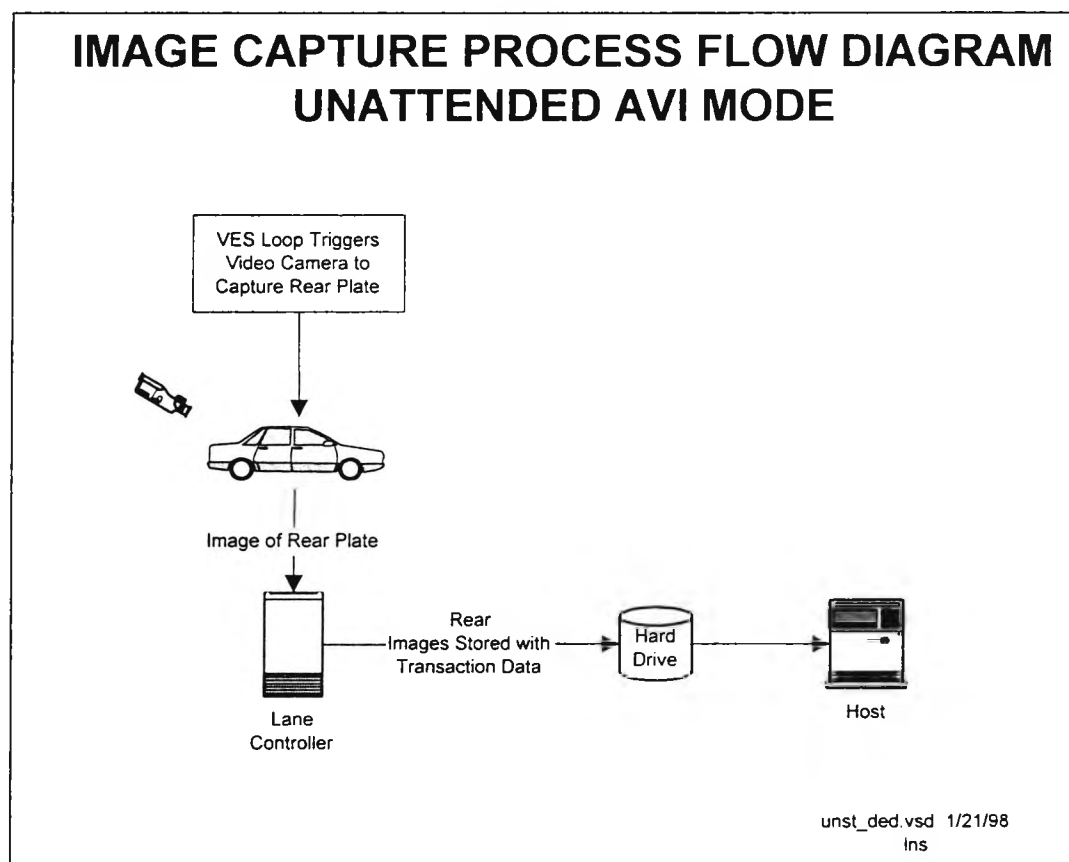 IMAGE CAPTURE PROCESS FLOW DIAGRAM
UNATTENDED AVI MODE
VES Loop Triggers
Video Camera to
Capture Rear Plate
Image of Rear Plate
Rear
Images Stored with
Transaction Data
Hard
Drive
Lane
Controller
Host
unst_ded.vsd 1/21/98
lns